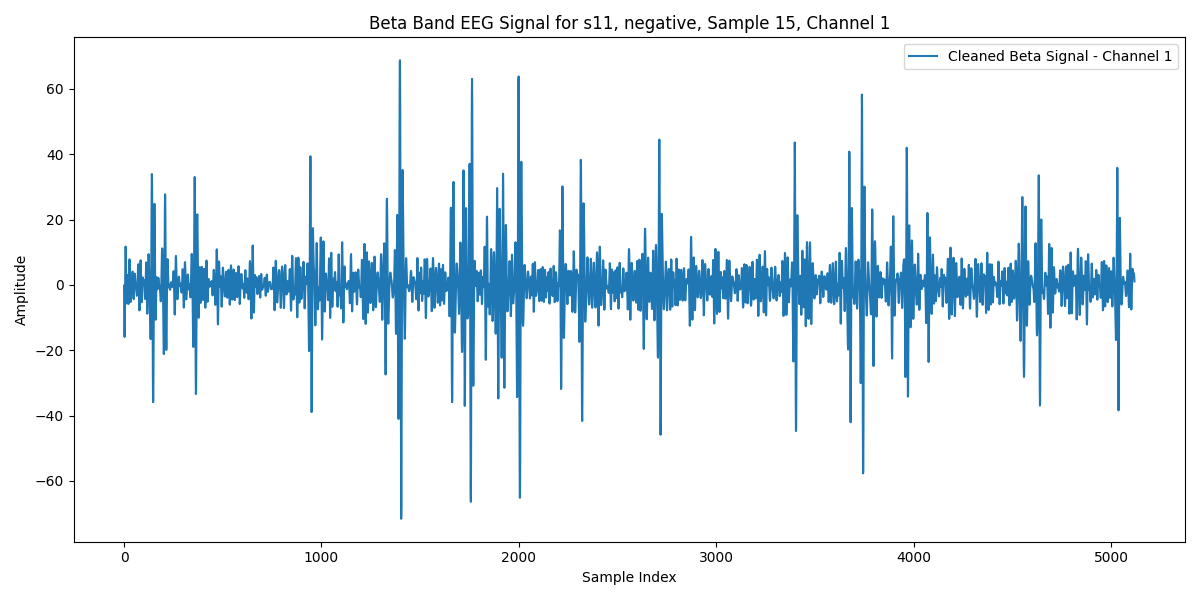 Beta Band EEG Signal for s11, negative, Sample 15, Channel 1
Cleaned Beta Signal - Channel 1
Amplitude
60
40
20
0
−20
−40
−60
0 1000 2000 3000 4000 5000
Sample Index